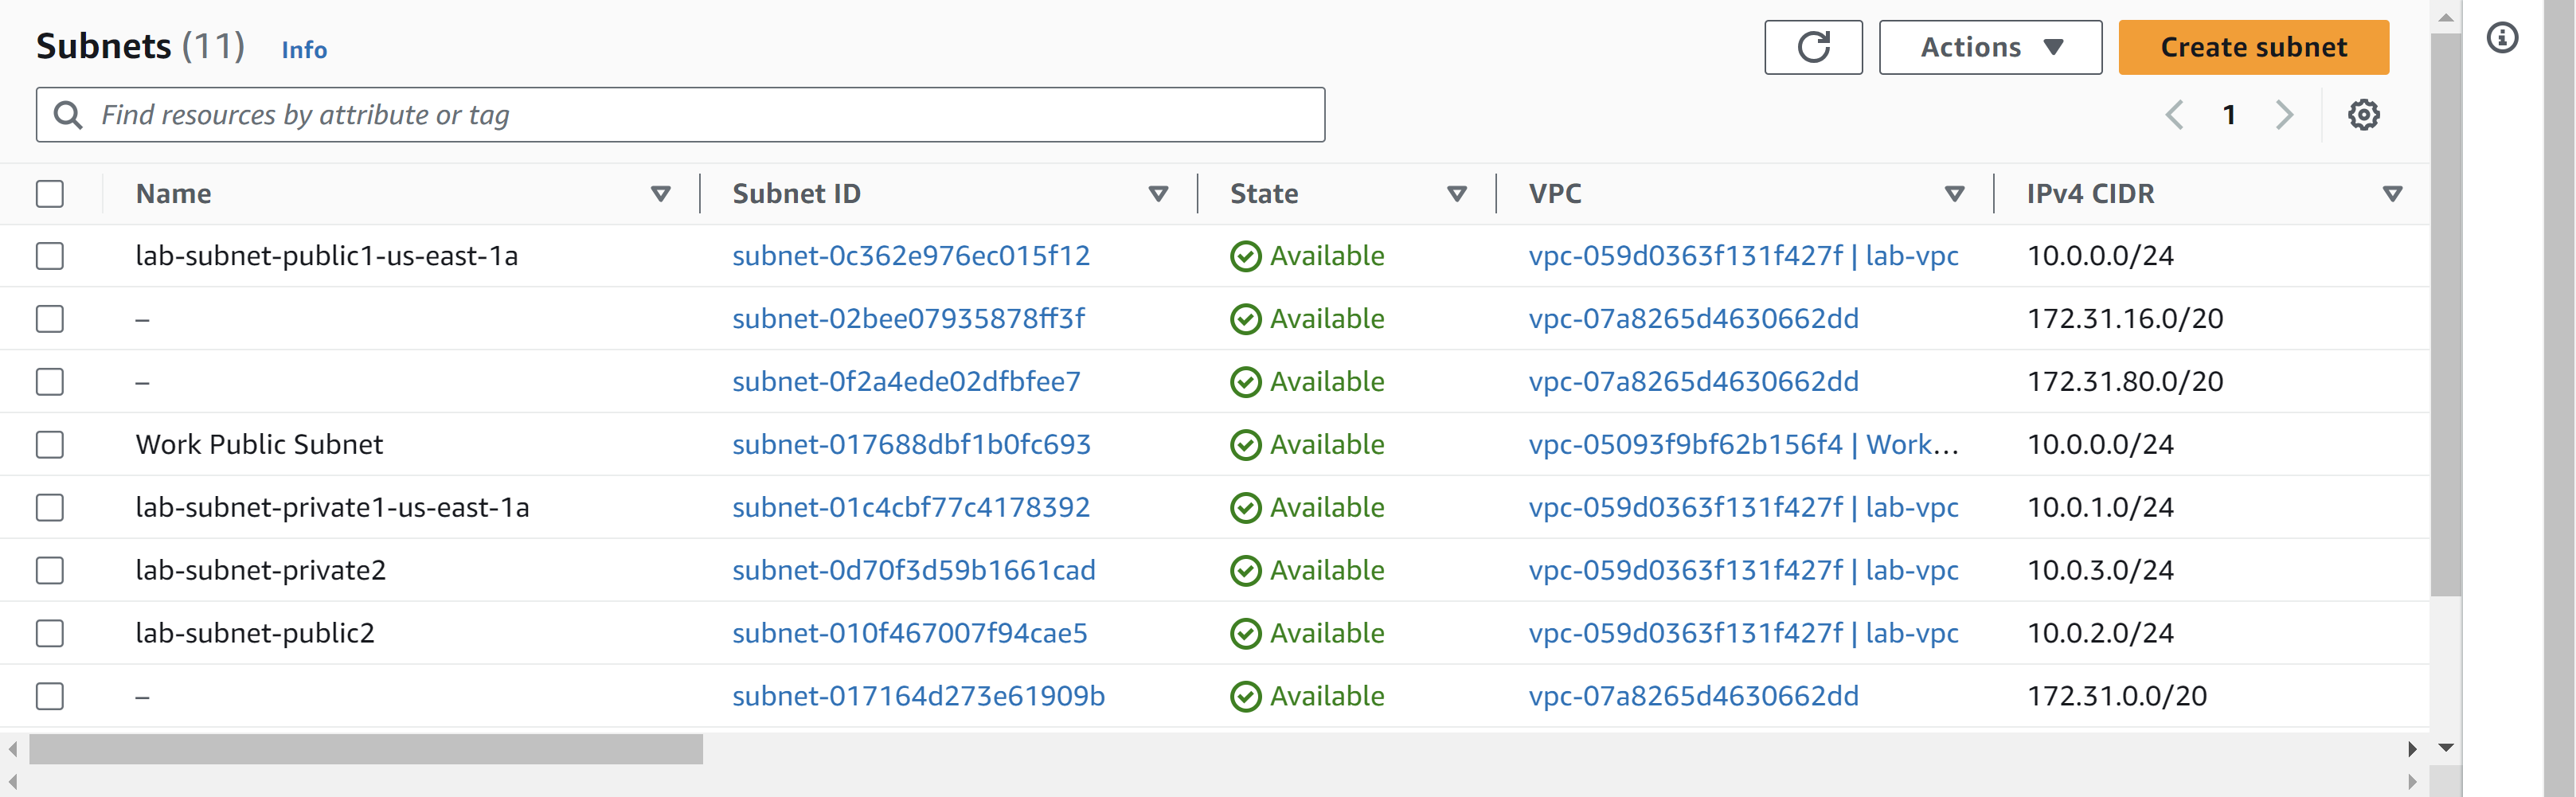 Subnets (11) Info Actions Create subnet
Find resources by attribute or tag 1
Name Subnet ID State VPC IPv4 CIDR
lab-subnet-public1-us-east-1a subnet-0c362e976ec015f12 Available vpc-059d0363f131f427f | lab-vpc 10.0.0.0/24
– subnet-02bee07935878ff3f Available vpc-07a8265d4630662dd 172.31.16.0/20
– subnet-0f2a4ede02dfbfee7 Available vpc-07a8265d4630662dd 172.31.80.0/20
Work Public Subnet subnet-017688dbf1b0fc693 Available vpc-05093f9bf62b156f4 | Work... 10.0.0.0/24
lab-subnet-private1-us-east-1a subnet-01c4cbf77c4178392 Available vpc-059d0363f131f427f | lab-vpc 10.0.1.0/24
lab-subnet-private2 subnet-0d70f3d59b1661cad Available vpc-059d0363f131f427f | lab-vpc 10.0.3.0/24
lab-subnet-public2 subnet-010f467007f94cae5 Available vpc-059d0363f131f427f | lab-vpc 10.0.2.0/24
– subnet-017164d273e61909b Available vpc-07a8265d4630662dd 172.31.0.0/20